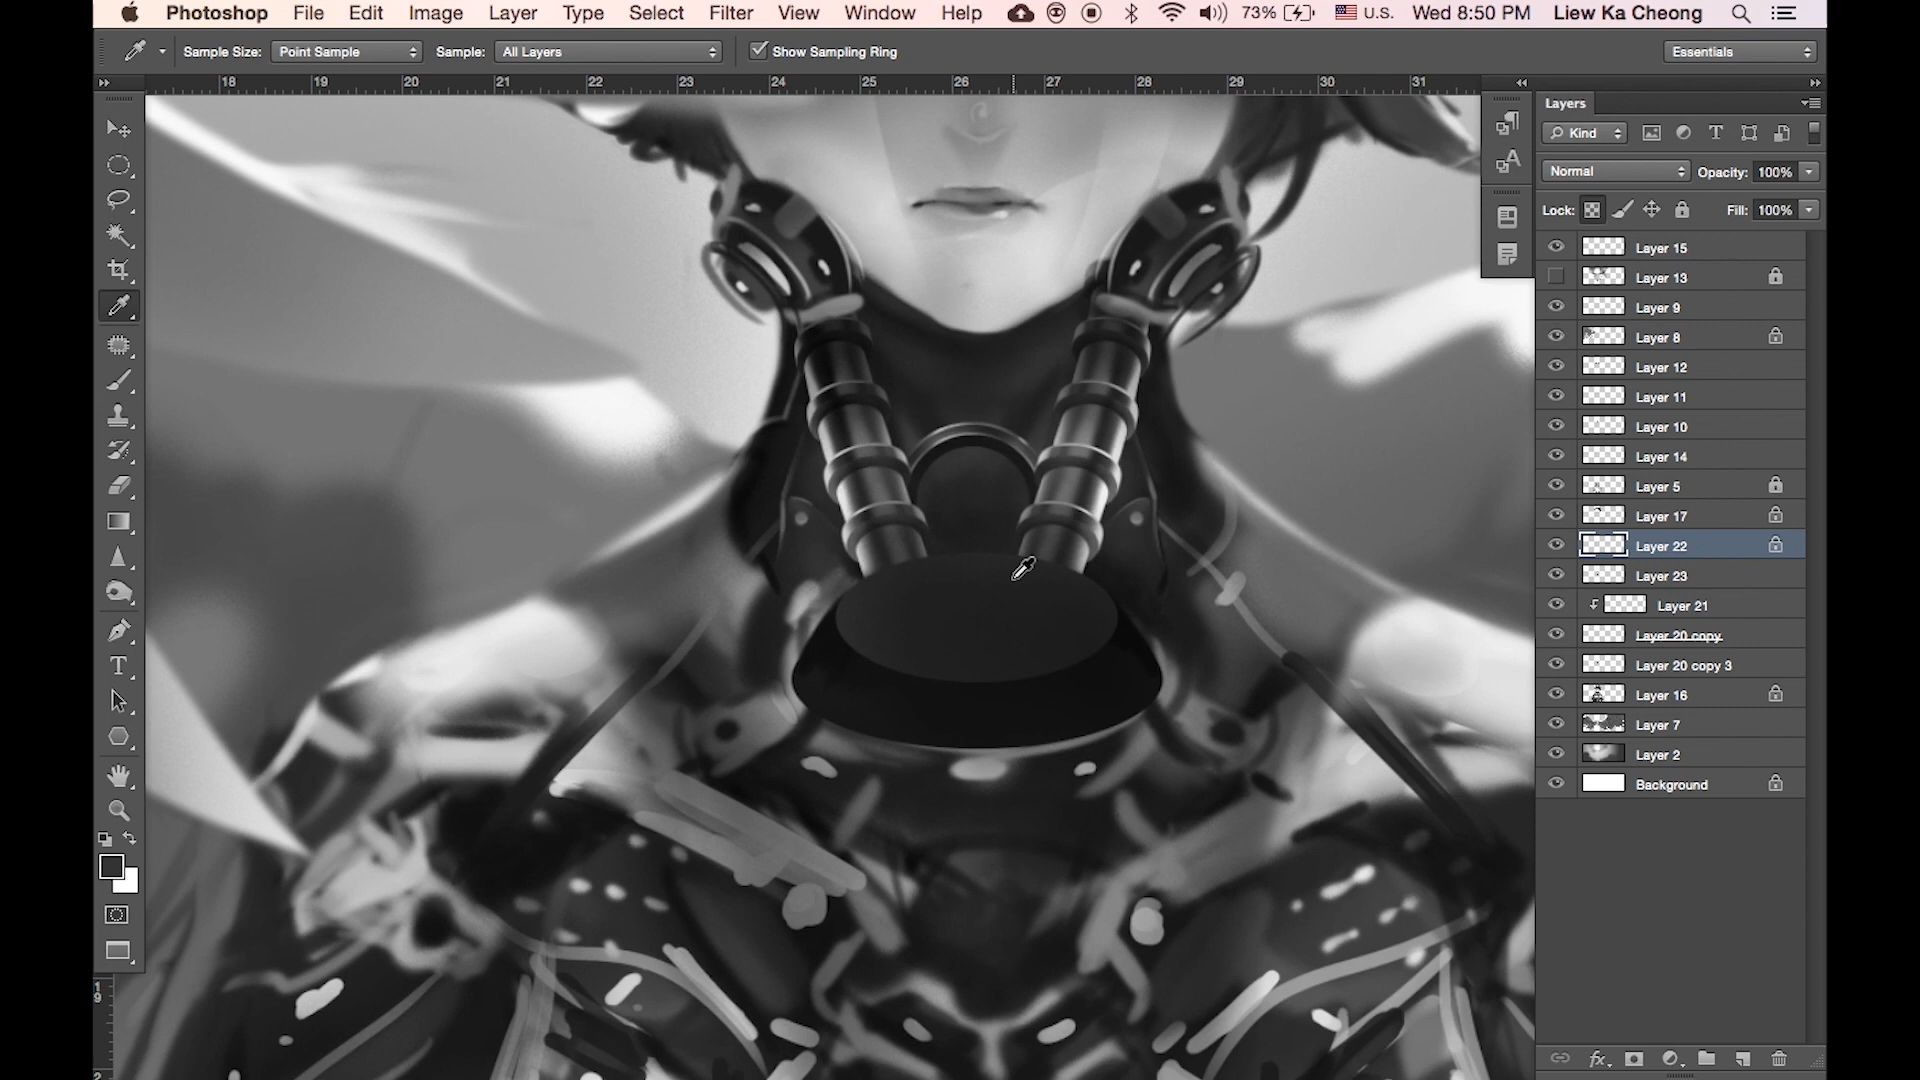 Photoshop File Edit Image Layer Type Select Filter View Window Help 73% U.S. Wed 8:50 PM Liew Ka Cheong
Sample Size: Point Sample Sample: All Layers Show Sampling Ring Essentials
18 19 20 21 22 23 24 25 26 27 28 29 30 31
Layers
Kind
Normal Opacity: 100%
Lock: Fill: 100%
Layer 15
Layer 13
Layer 9
Layer 8
Layer 12
Layer 11
Layer 10
Layer 14
Layer 5
Layer 17
Layer 22
Layer 23
Layer 21
Layer 20 copy
Layer 20 copy 3
Layer 16
Layer 7
Layer 2
Background
19
2
fx